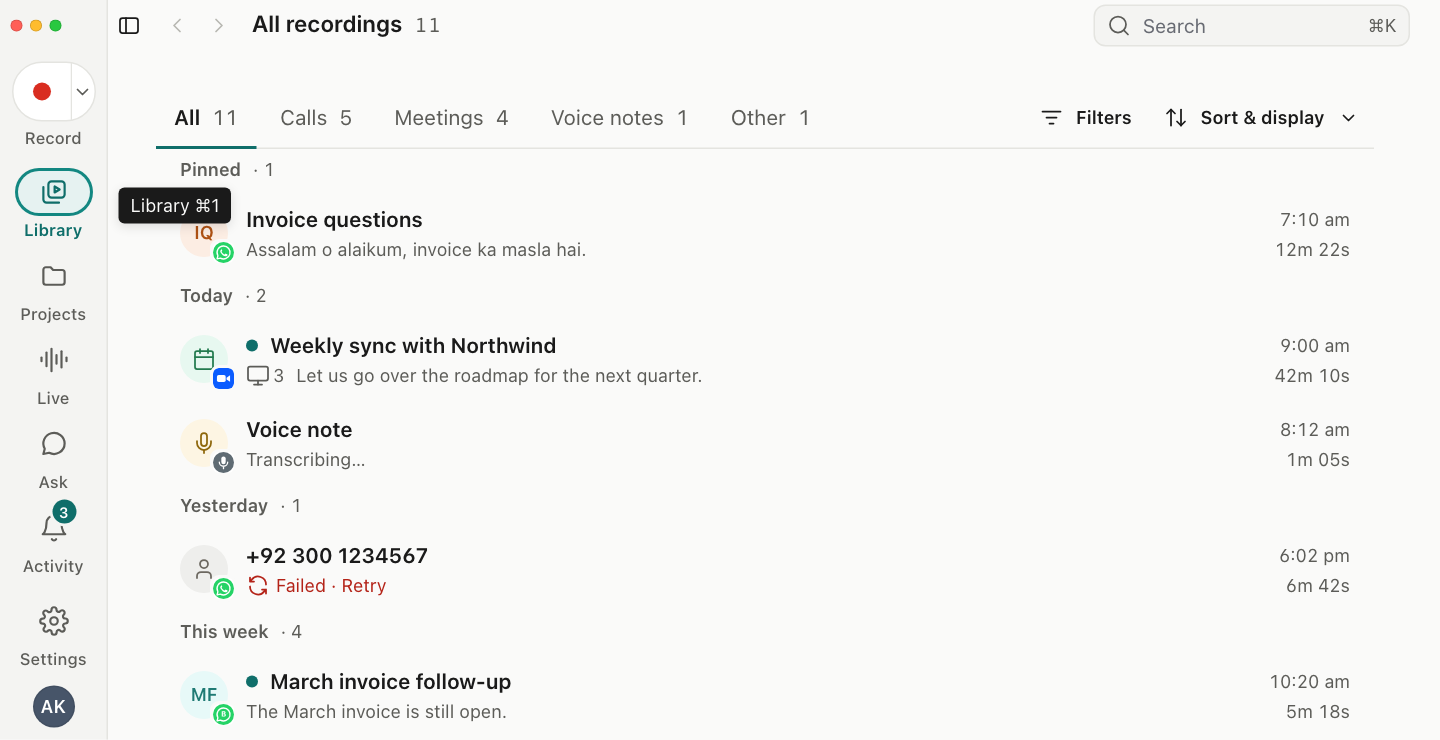 All recordings 11
Search ⌘K
Record
Library
Library ⌘1
Projects
Live
Ask
3
Activity
Settings
AK
All 11 Calls 5 Meetings 4 Voice notes 1 Other 1
Filters Sort & display
Pinned · 1
IQ
Invoice questions 7:10 am
Assalam o alaikum, invoice ka masla hai. 12m 22s
Today · 2
Weekly sync with Northwind 9:00 am
3 Let us go over the roadmap for the next quarter. 42m 10s
Voice note 8:12 am
Transcribing... 1m 05s
Yesterday · 1
+92 300 1234567 6:02 pm
Failed · Retry 6m 42s
This week · 4
MF
March invoice follow-up 10:20 am
The March invoice is still open. 5m 18s